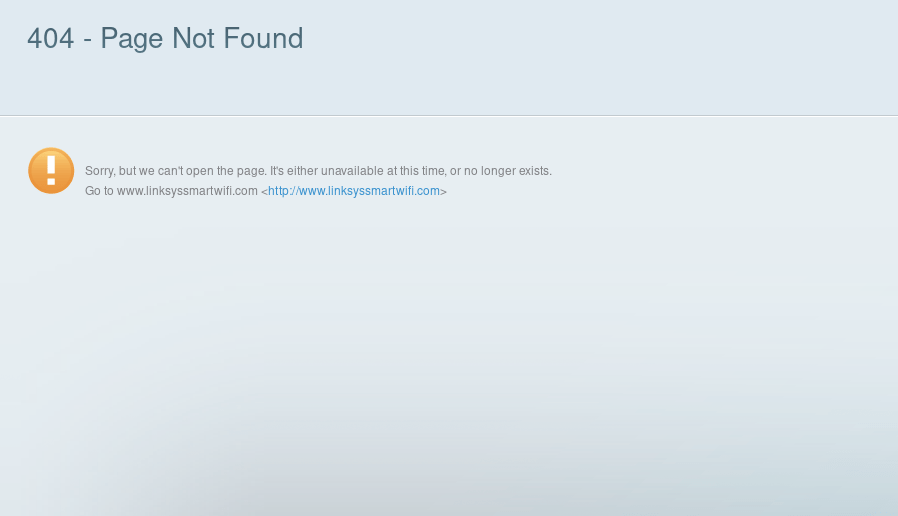 404 - Page Not Found
Sorry, but we can't open the page. It's either unavailable at this time, or no longer exists.
Go to www.linksyssmartwifi.com <http://www.linksyssmartwifi.com>